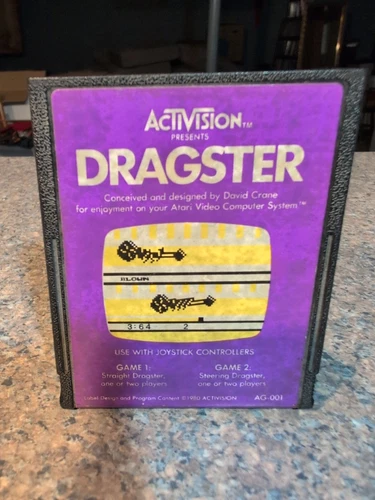 ACTIVISION™
PRESENTS
DRAGSTER
Conceived and designed by David Crane
for enjoyment on your Atari Video Computer System™
BLOWN
3:64 2
USE WITH JOYSTICK CONTROLLERS
GAME 1:
Straight Dragster,
one or two players
GAME 2:
Steering Dragster,
one or two players
Label Design and Program Content ©1980 ACTIVISION AG-001